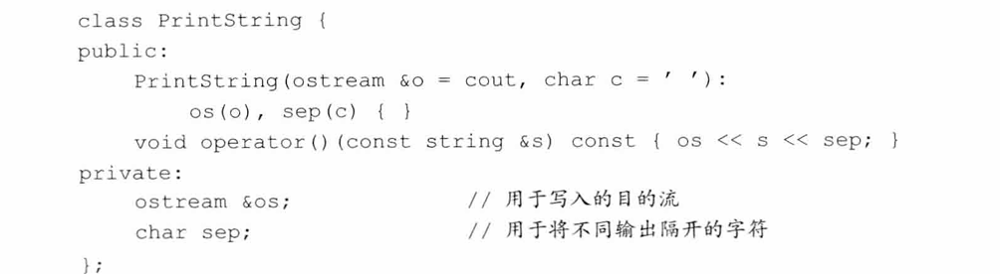 class PrintString {
public:
    PrintString(ostream &o = cout, char c = ' '):
        os(o), sep(c) { }
    void operator()(const string &s) const { os << s << sep; }
private:
    ostream &os;            // 用于写入的目的流
    char sep;               // 用于将不同输出隔开的字符
};